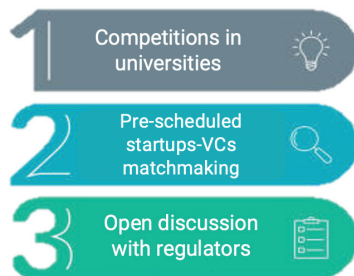 1
Competitions in
universities
2
Pre-scheduled
startups-VCs
matchmaking
3
Open discussion
with regulators